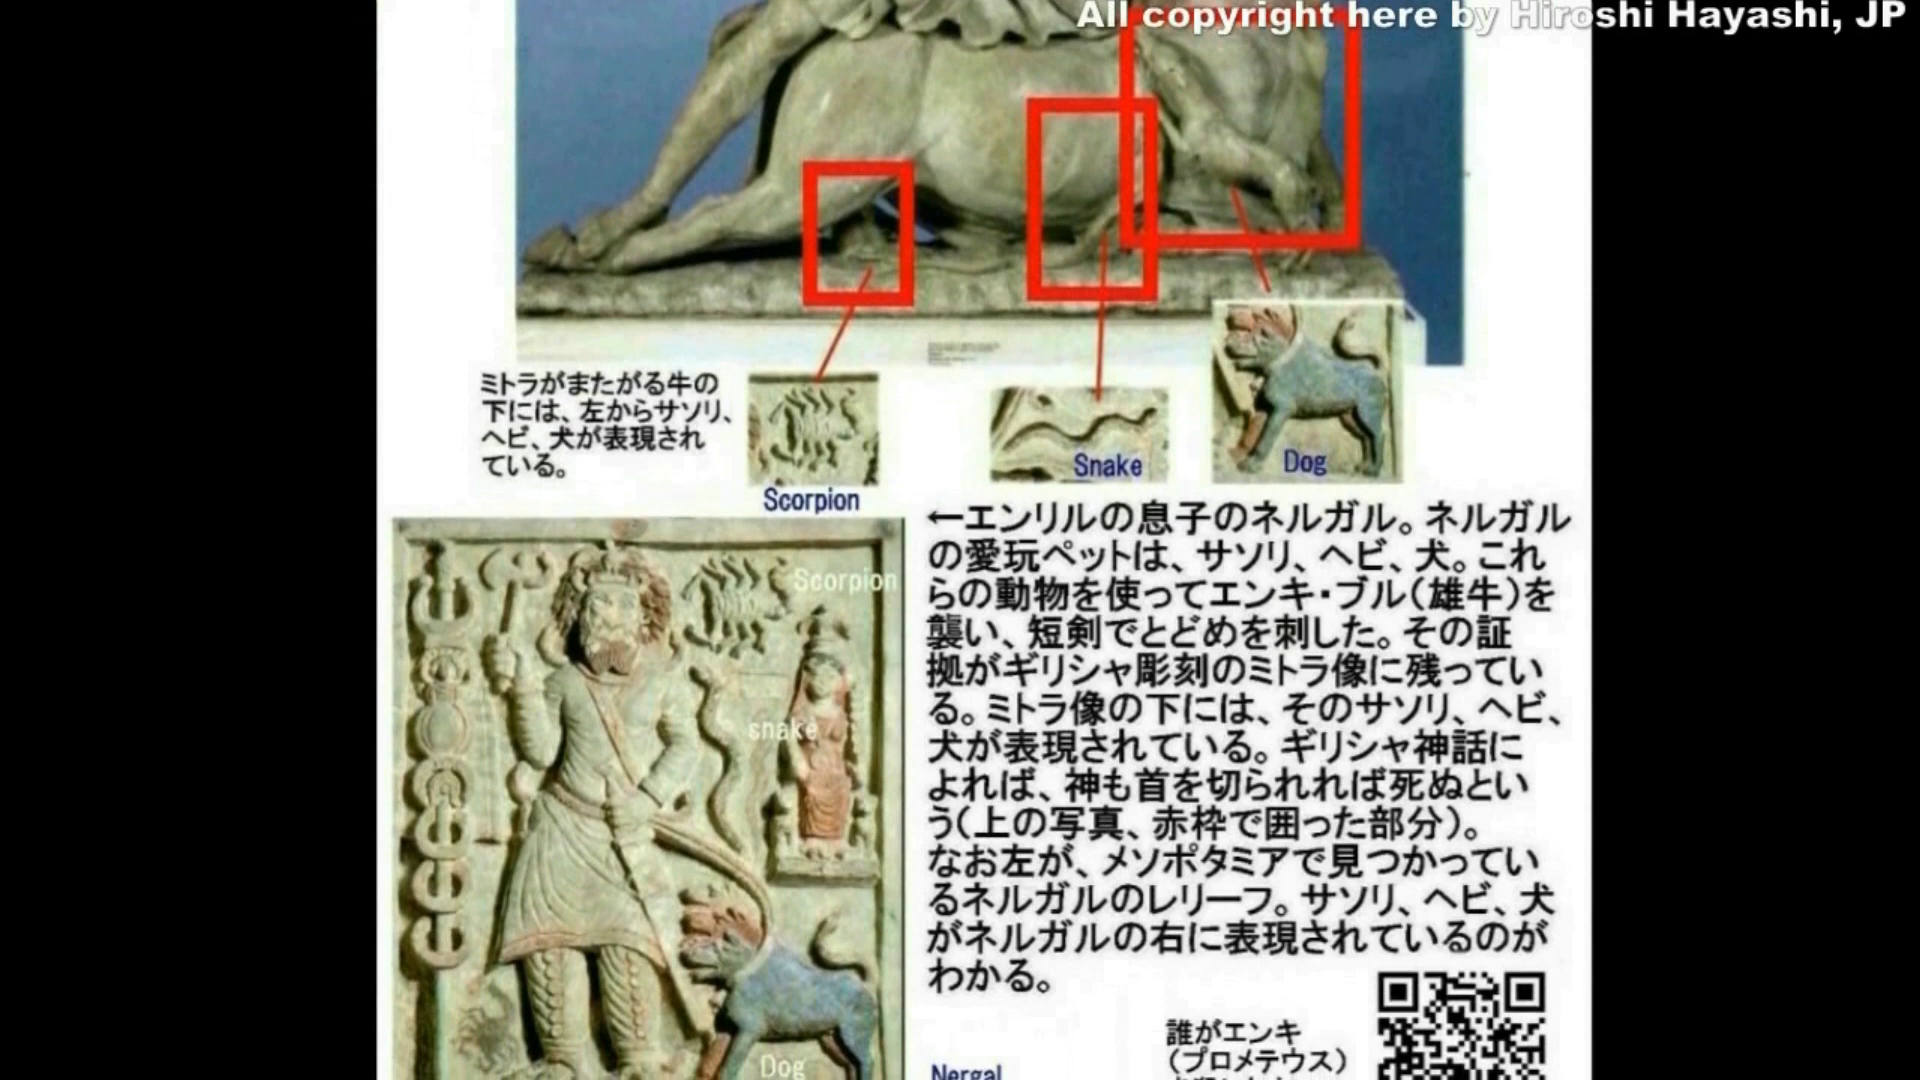 All copyright here by Hiroshi Hayashi, JP
ミトラがまたがる牛の
下には、左からサソリ、
ヘビ、犬が表現され
ている。
Scorpion
Snake
Dog
←エンリルの息子のネルガル。ネルガル
の愛玩ペットは、サソリ、ヘビ、犬。これ
らの動物を使ってエンキ・ブル(雄牛)を
襲い、短剣でとどめを刺した。その証
拠がギリシャ彫刻のミトラ像に残ってい
る。ミトラ像の下には、そのサソリ、ヘビ、
犬が表現されている。ギリシャ神話に
よれば、神も首を切られれば死ぬとい
う(上の写真、赤枠で囲った部分)。
なお左が、メソポタミアで見つかってい
るネルガルのレリーフ。サソリ、ヘビ、犬
がネルガルの右に表現されているのが
わかる。
Scorpion
snake
Dog
Nergal
誰がエンキ
(プロメテウス)